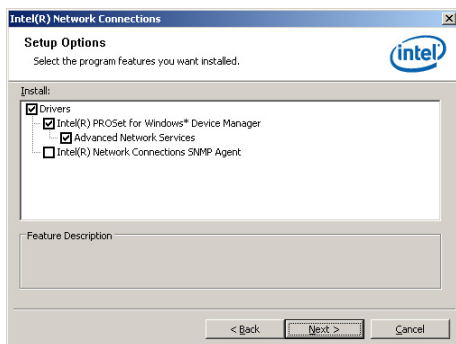 Intel(R) Network Connections
Setup Options
Select the program features you want installed.
intel
Install:
Drivers
Intel(R) PROSet for Windows* Device Manager
Advanced Network Services
Intel(R) Network Connections SNMP Agent
Feature Description
< Back
Next >
Cancel